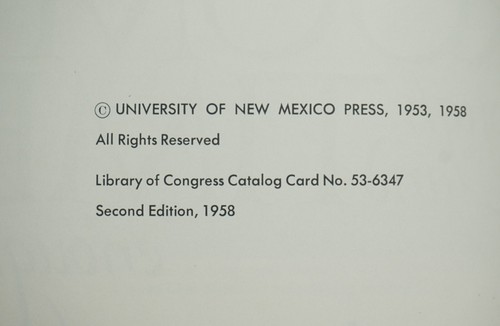 © UNIVERSITY OF NEW MEXICO PRESS, 1953, 1958
All Rights Reserved
Library of Congress Catalog Card No. 53-6347
Second Edition, 1958